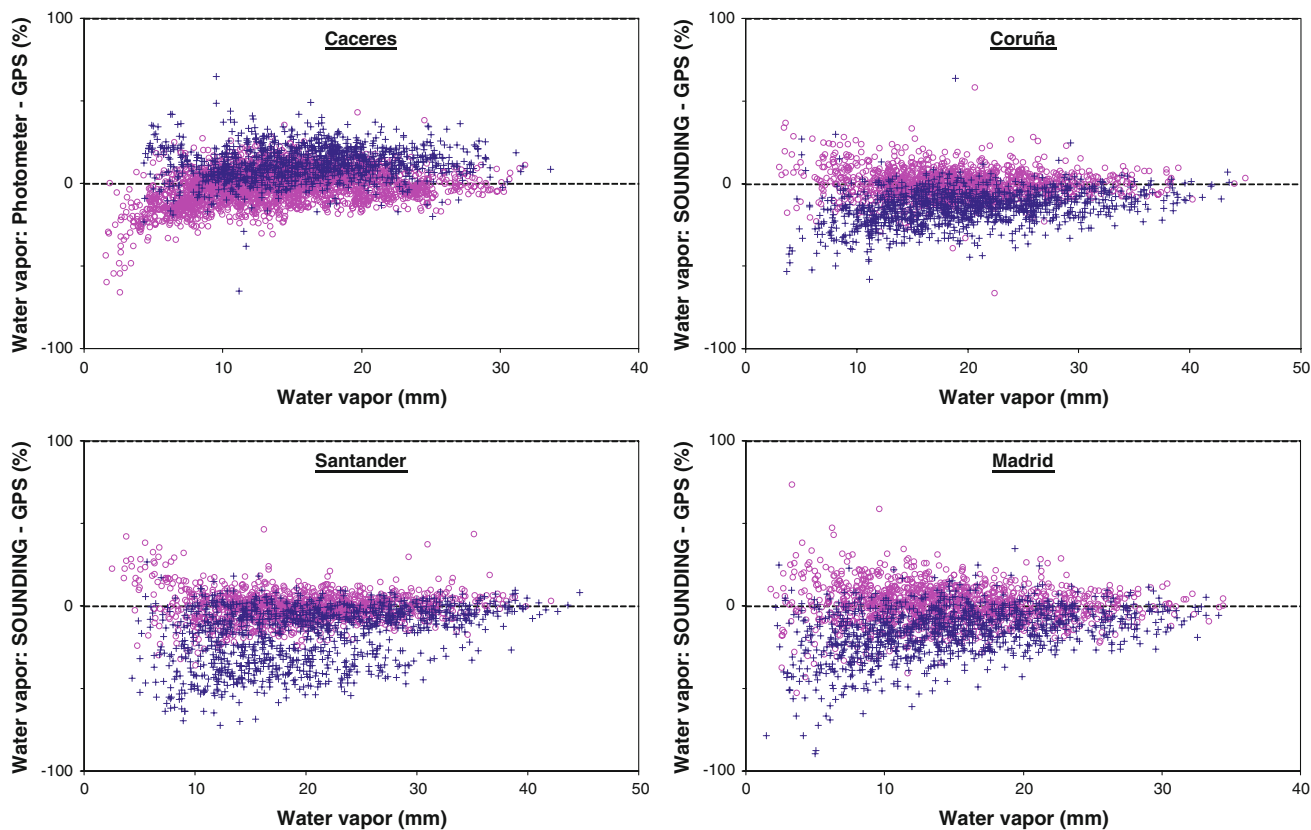 Caceres
Water vapor: Photometer - GPS (%)
100
0
-100
0 10 20 30 40
Water vapor (mm)
Coruña
Water vapor: SOUNDING - GPS (%)
100
0
-100
0 10 20 30 40 50
Water vapor (mm)
Santander
Water vapor: SOUNDING - GPS (%)
100
0
-100
0 10 20 30 40 50
Water vapor (mm)
Madrid
Water vapor: SOUNDING - GPS (%)
100
0
-100
0 10 20 30 40
Water vapor (mm)